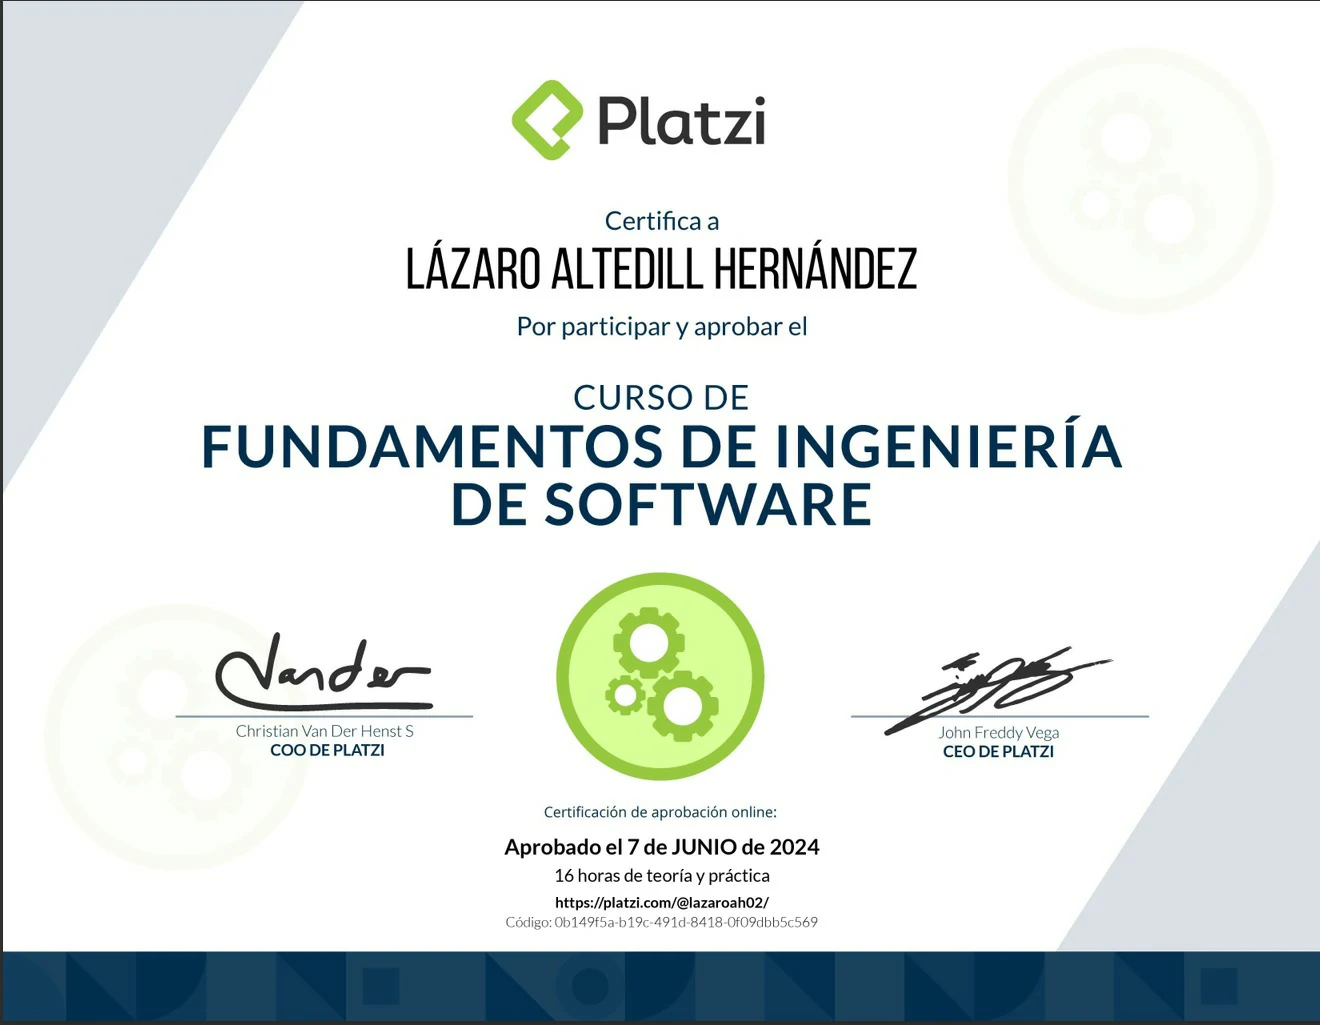 Platzi
Certifica a
LÁZARO ALTEDILL HERNÁNDEZ
Por participar y aprobar el
CURSO DE
FUNDAMENTOS DE INGENIERÍA
DE SOFTWARE
Vander
Christian Van Der Henst S
COO DE PLATZI
John Freddy Vega
CEO DE PLATZI
Certificación de aprobación online:
Aprobado el 7 de JUNIO de 2024
16 horas de teoría y práctica
https://platzi.com/@lazaroah02/
Código: 0b149f5a-b19c-491d-8418-0f09dbb5c569